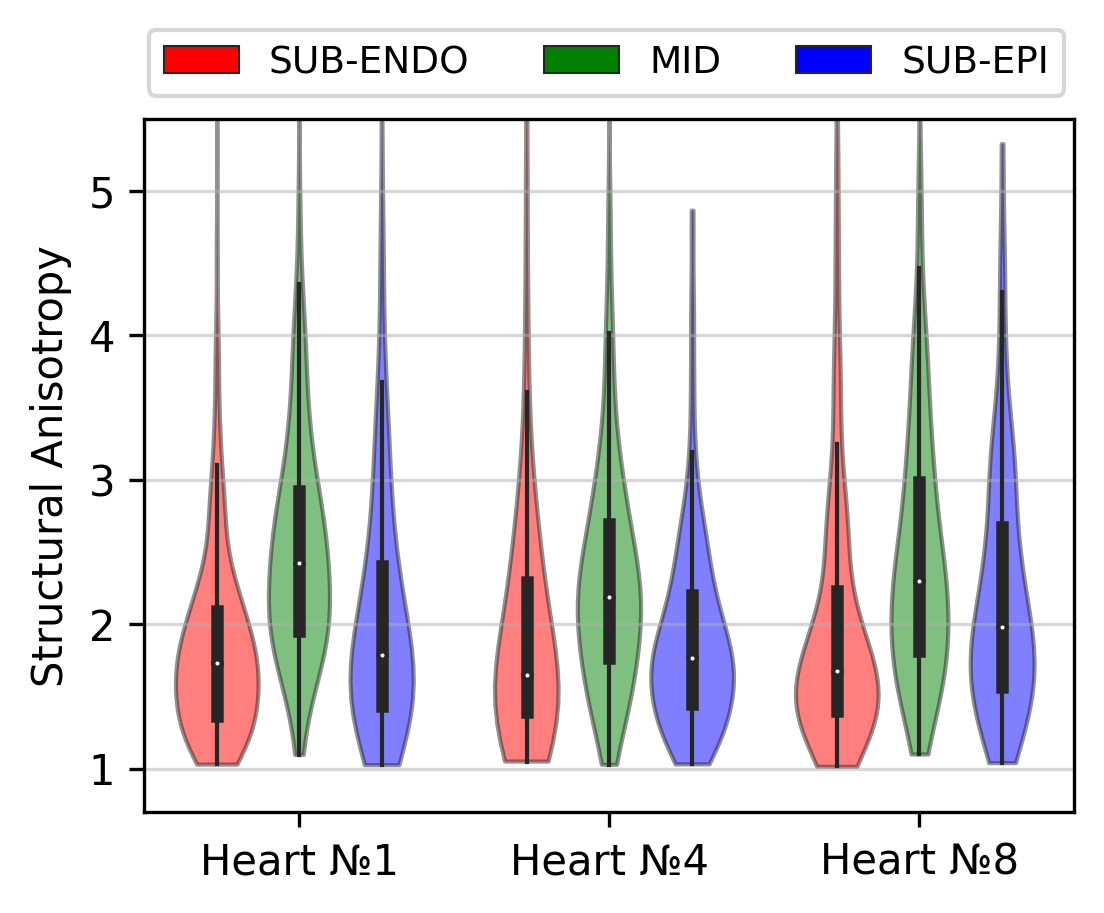 SUB-ENDO MID SUB-EPI
Structural Anisotropy
5
4
3
2
1
Heart №1 Heart №4 Heart №8